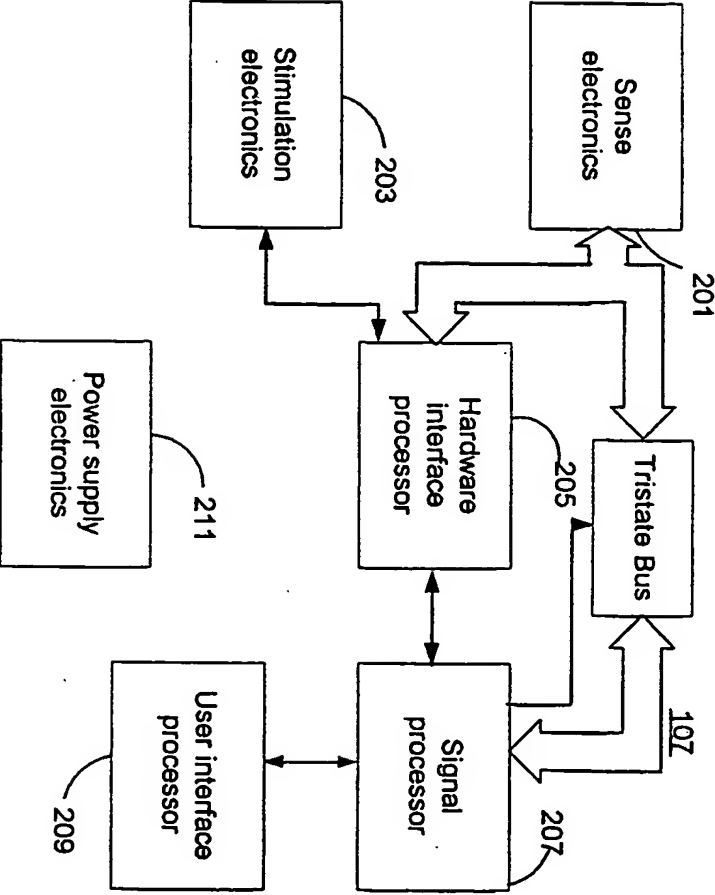 Sense
electronics
201
Stimulation
electronics
203
Tristate Bus
107
Hardware
interface
processor
205
Signal
processor
207
Power supply
electronics
211
User interface
processor
209